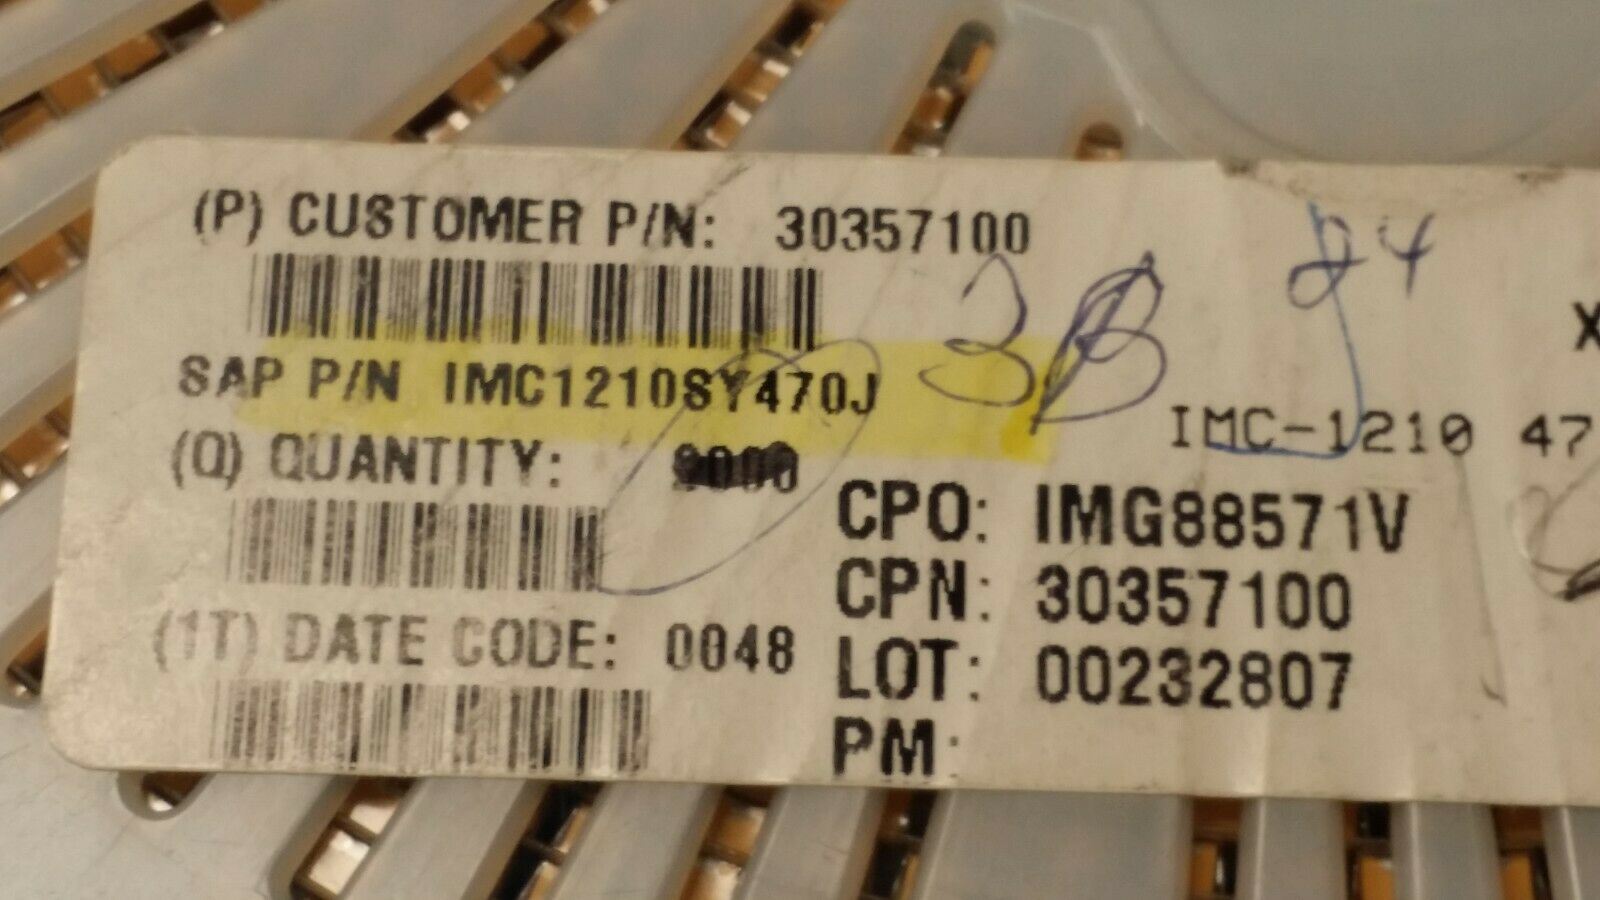 (P) CUSTOMER P/N: 30357100
SAP P/N IMC1210SY470J
3B
X
IMC-1210 47
(Q) QUANTITY:
CPO: IMG88571V
CPN: 30357100
(1T) DATE CODE: 0048
LOT: 00232807
PM: